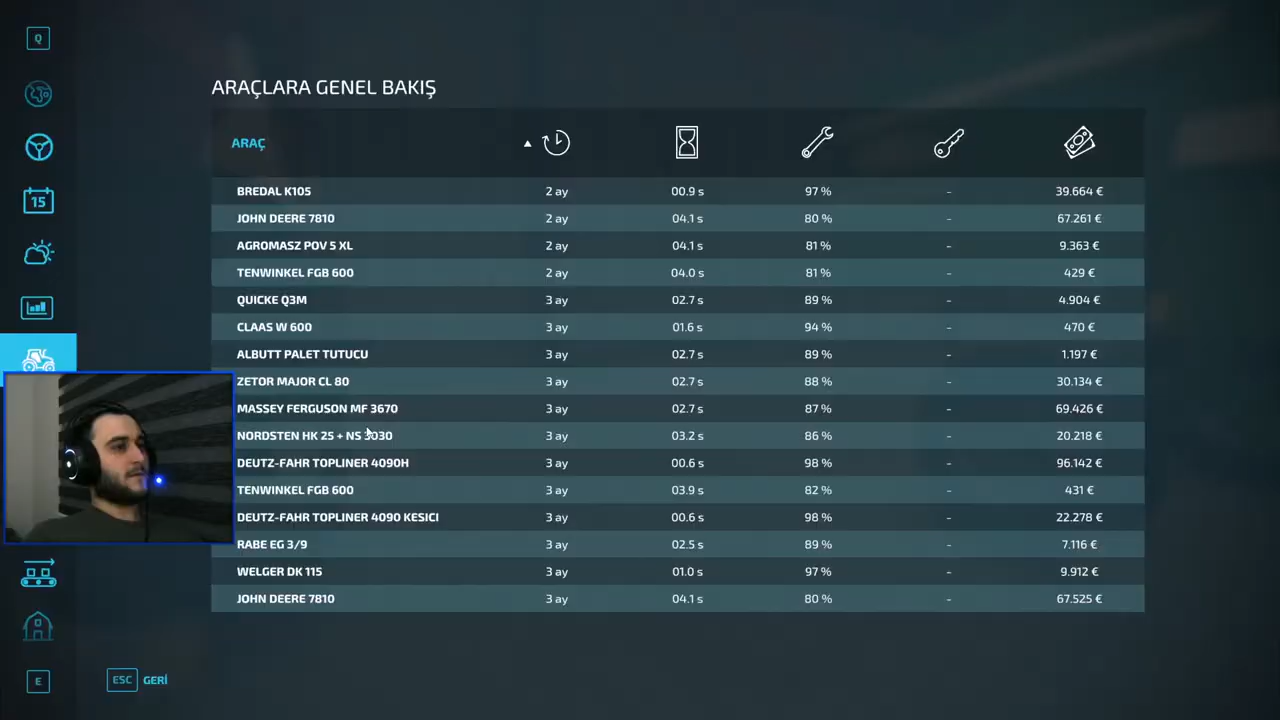 Q
ARAÇLARA GENEL BAKIŞ
ARAÇ
15
BREDAL K105 2 ay 00.9 s 97 % - 39.664 €
JOHN DEERE 7810 2 ay 04.1 s 80 % - 67.261 €
AGROMASZ POV 5 XL 2 ay 04.1 s 81 % - 9.363 €
TENWINKEL FGB 600 2 ay 04.0 s 81 % - 429 €
QUICKE Q3M 3 ay 02.7 s 89 % - 4.904 €
CLAAS W 600 3 ay 01.6 s 94 % - 470 €
ALBUTT PALET TUTUCU 3 ay 02.7 s 89 % - 1.197 €
ZETOR MAJOR CL 80 3 ay 02.7 s 88 % - 30.134 €
MASSEY FERGUSON MF 3670 3 ay 02.7 s 87 % - 69.426 €
NORDSTEN HK 25 + NS 3030 3 ay 03.2 s 86 % - 20.218 €
DEUTZ-FAHR TOPLINER 4090H 3 ay 00.6 s 98 % - 96.142 €
TENWINKEL FGB 600 3 ay 03.9 s 82 % - 431 €
DEUTZ-FAHR TOPLINER 4090 KESICI 3 ay 00.6 s 98 % - 22.278 €
RABE EG 3/9 3 ay 02.5 s 89 % - 7.116 €
WELGER DK 115 3 ay 01.0 s 97 % - 9.912 €
JOHN DEERE 7810 3 ay 04.1 s 80 % - 67.525 €
E
ESC GERİ